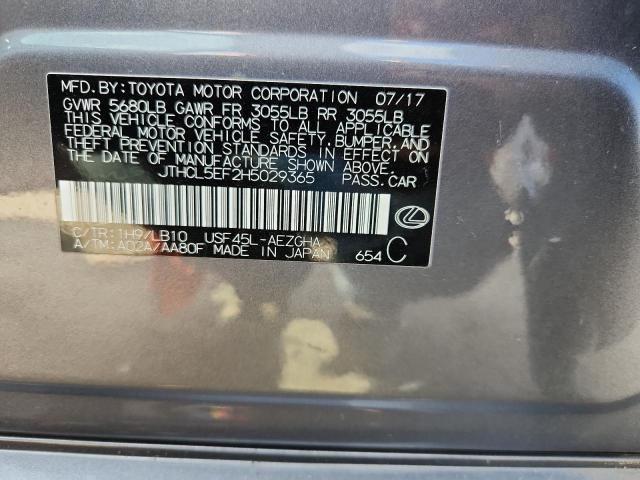 MFD.BY:TOYOTA MOTOR CORPORATION 07/17
GVWR 5680LB GAWR FR 3055LB RR 3055LB
THIS VEHICLE CONFORMS TO ALL APPLICABLE
FEDERAL MOTOR VEHICLE SAFETY,BUMPER,AND
THEFT PREVENTION STANDARDS IN EFFECT ON
THE DATE OF MANUFACTURE SHOWN ABOVE.
JTHCL5EF2H5029365 PASS.CAR
C/TR:1H9/LB10 USF45L-AEZGHA
A/TM:A02A/AA80F MADE IN JAPAN 654 C